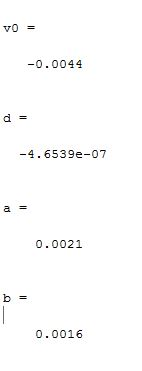 v0 =
-0.0044
d =
-4.6539e-07
a =
0.0021
b =
0.0016